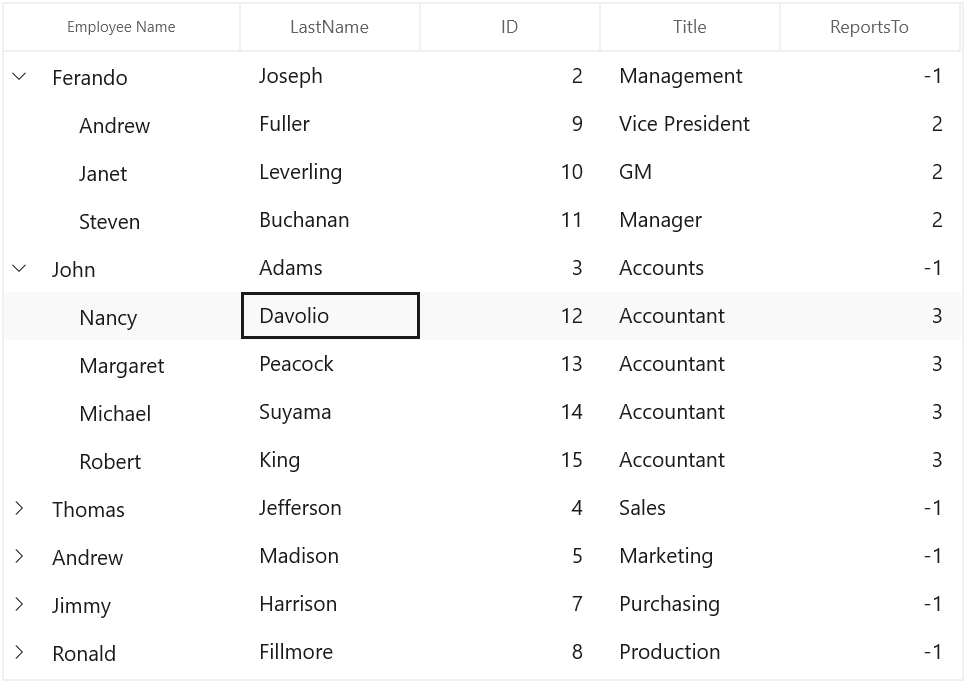 Employee Name LastName ID Title ReportsTo
Ferando Joseph 2 Management -1
Andrew Fuller 9 Vice President 2
Janet Leverling 10 GM 2
Steven Buchanan 11 Manager 2
John Adams 3 Accounts -1
Nancy Davolio 12 Accountant 3
Margaret Peacock 13 Accountant 3
Michael Suyama 14 Accountant 3
Robert King 15 Accountant 3
Thomas Jefferson 4 Sales -1
Andrew Madison 5 Marketing -1
Jimmy Harrison 7 Purchasing -1
Ronald Fillmore 8 Production -1